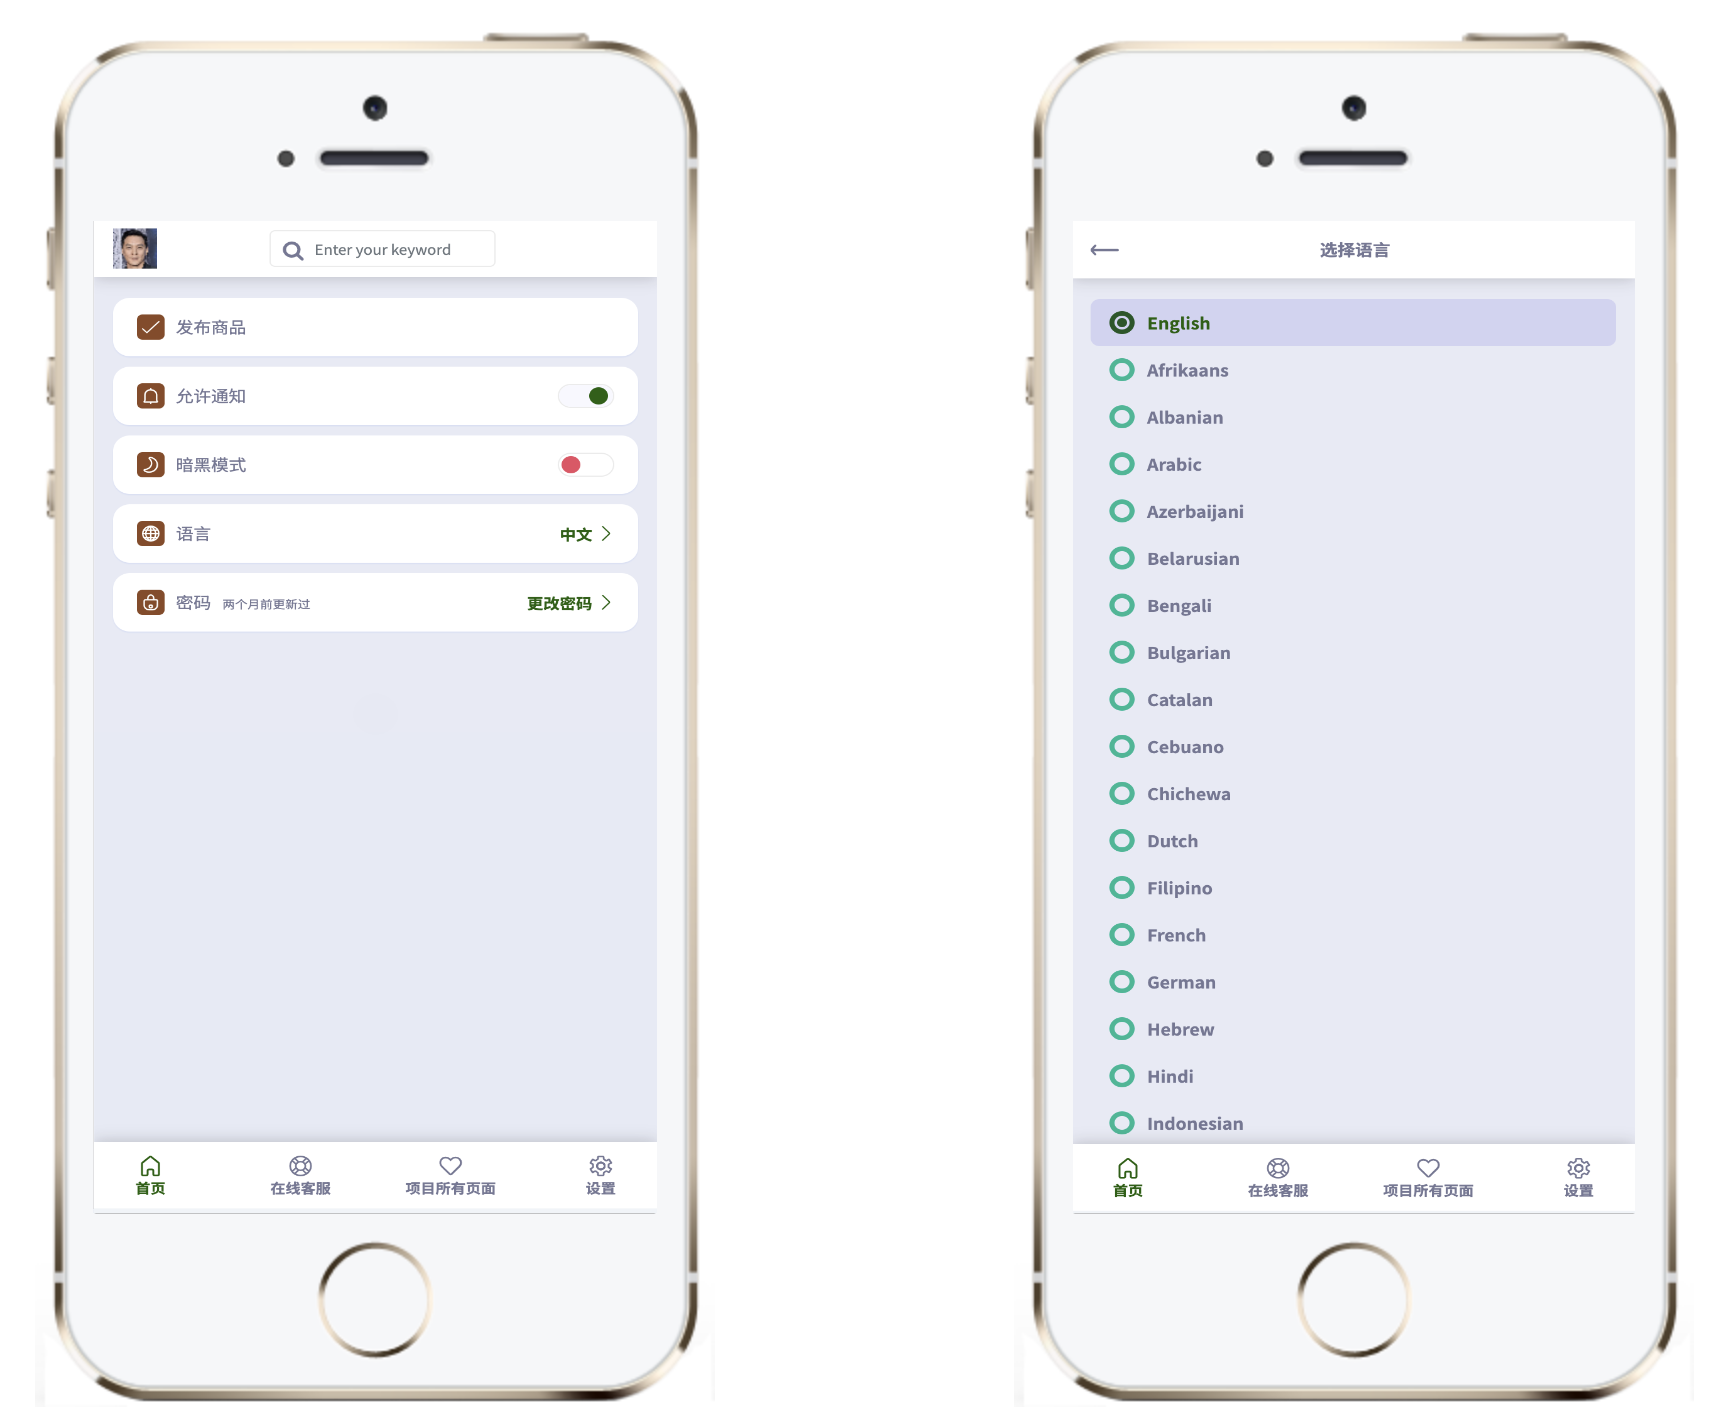 Enter your keyword
发布商品
允许通知
暗黑模式
语言 中文
密码 两个月前更新过 更改密码
首页 在线客服 项目所有页面 设置
选择语言
English
Afrikaans
Albanian
Arabic
Azerbaijani
Belarusian
Bengali
Bulgarian
Catalan
Cebuano
Chichewa
Dutch
Filipino
French
German
Hebrew
Hindi
Indonesian
首页 在线客服 项目所有页面 设置